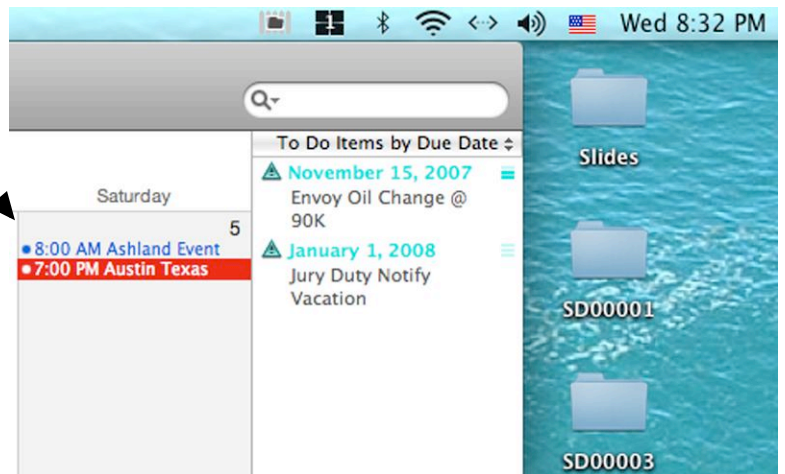 1
Wed 8:32 PM
To Do Items by Due Date
November 15, 2007
Envoy Oil Change @
90K
January 1, 2008
Jury Duty Notify
Vacation
Saturday
5
8:00 AM Ashland Event
7:00 PM Austin Texas
Slides
SD00001
SD00003